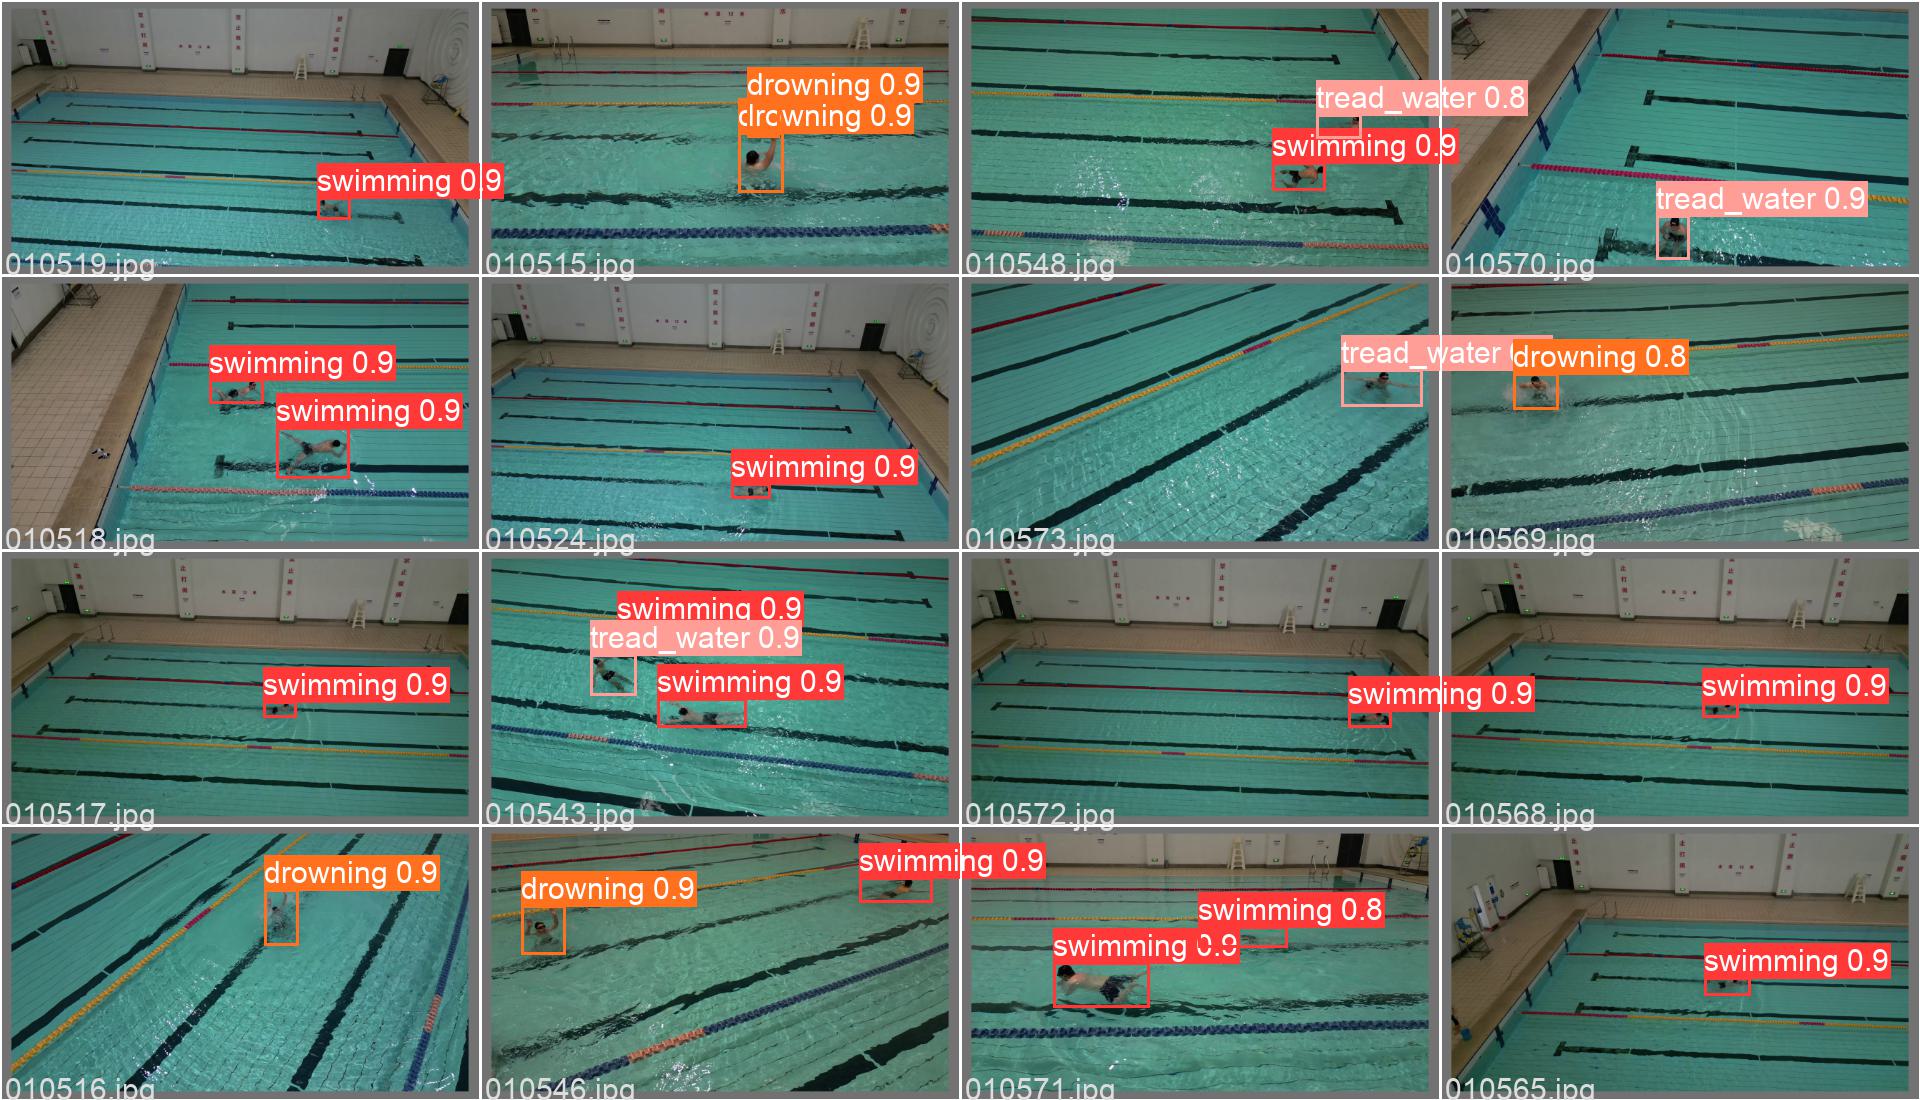 swimming 0.9
010519.jpg
drowning 0.9
drowning 0.9
010515.jpg
tread_water 0.8
swimming 0.9
010548.jpg
tread_water 0.9
010570.jpg
swimming 0.9
swimming 0.9
010518.jpg
swimming 0.9
010524.jpg
tread_water
010573.jpg
drowning 0.8
010569.jpg
swimming 0.9
010517.jpg
swimming 0.9
tread_water 0.9
swimming 0.9
010543.jpg
swimming 0.9
010572.jpg
swimming 0.9
010568.jpg
drowning 0.9
010516.jpg
drowning 0.9
swimming 0.9
010546.jpg
swimming 0.8
swimming 0.9
010571.jpg
swimming 0.9
010565.jpg